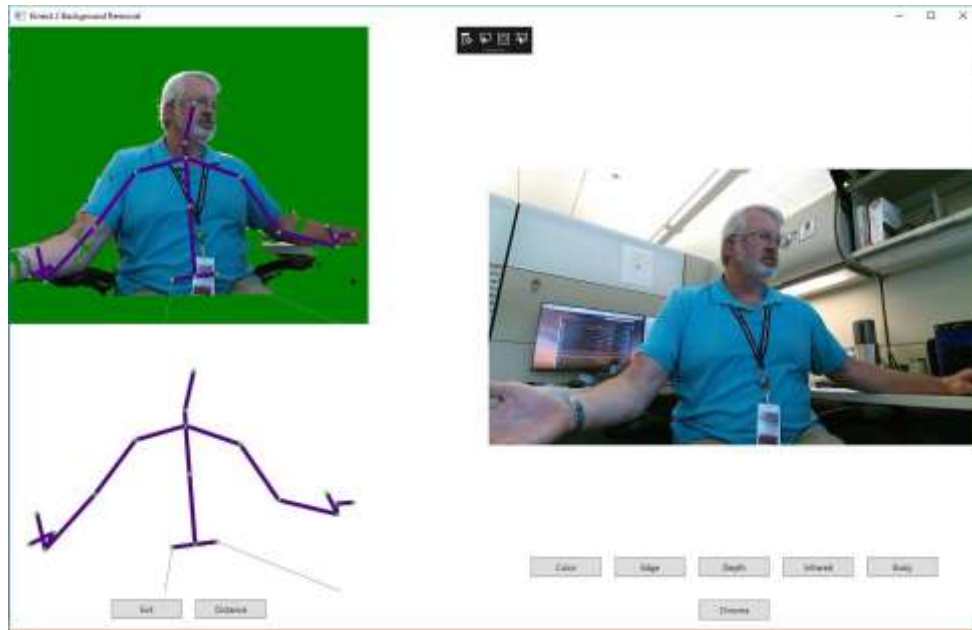 Kinect 2 Background Removal
Color Edge Depth Infrared Body
Exit Distance Chroma